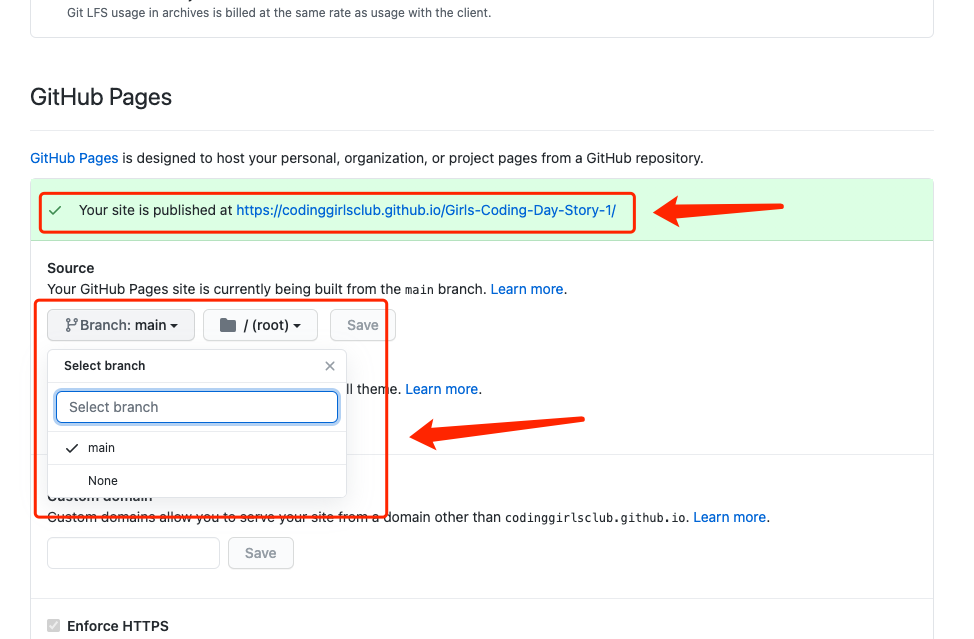 Git LFS usage in archives is billed at the same rate as usage with the client.
GitHub Pages
GitHub Pages is designed to host your personal, organization, or project pages from a GitHub repository.
Your site is published at https://codinggirlsclub.github.io/Girls-Coding-Day-Story-1/
Source
Your GitHub Pages site is currently being built from the main branch. Learn more.
Branch: main / (root) Save
Select branch
ll theme. Learn more.
Select branch
main
None
Custom domain
Custom domains allow you to serve your site from a domain other than codinggirlsclub.github.io. Learn more.
Save
Enforce HTTPS